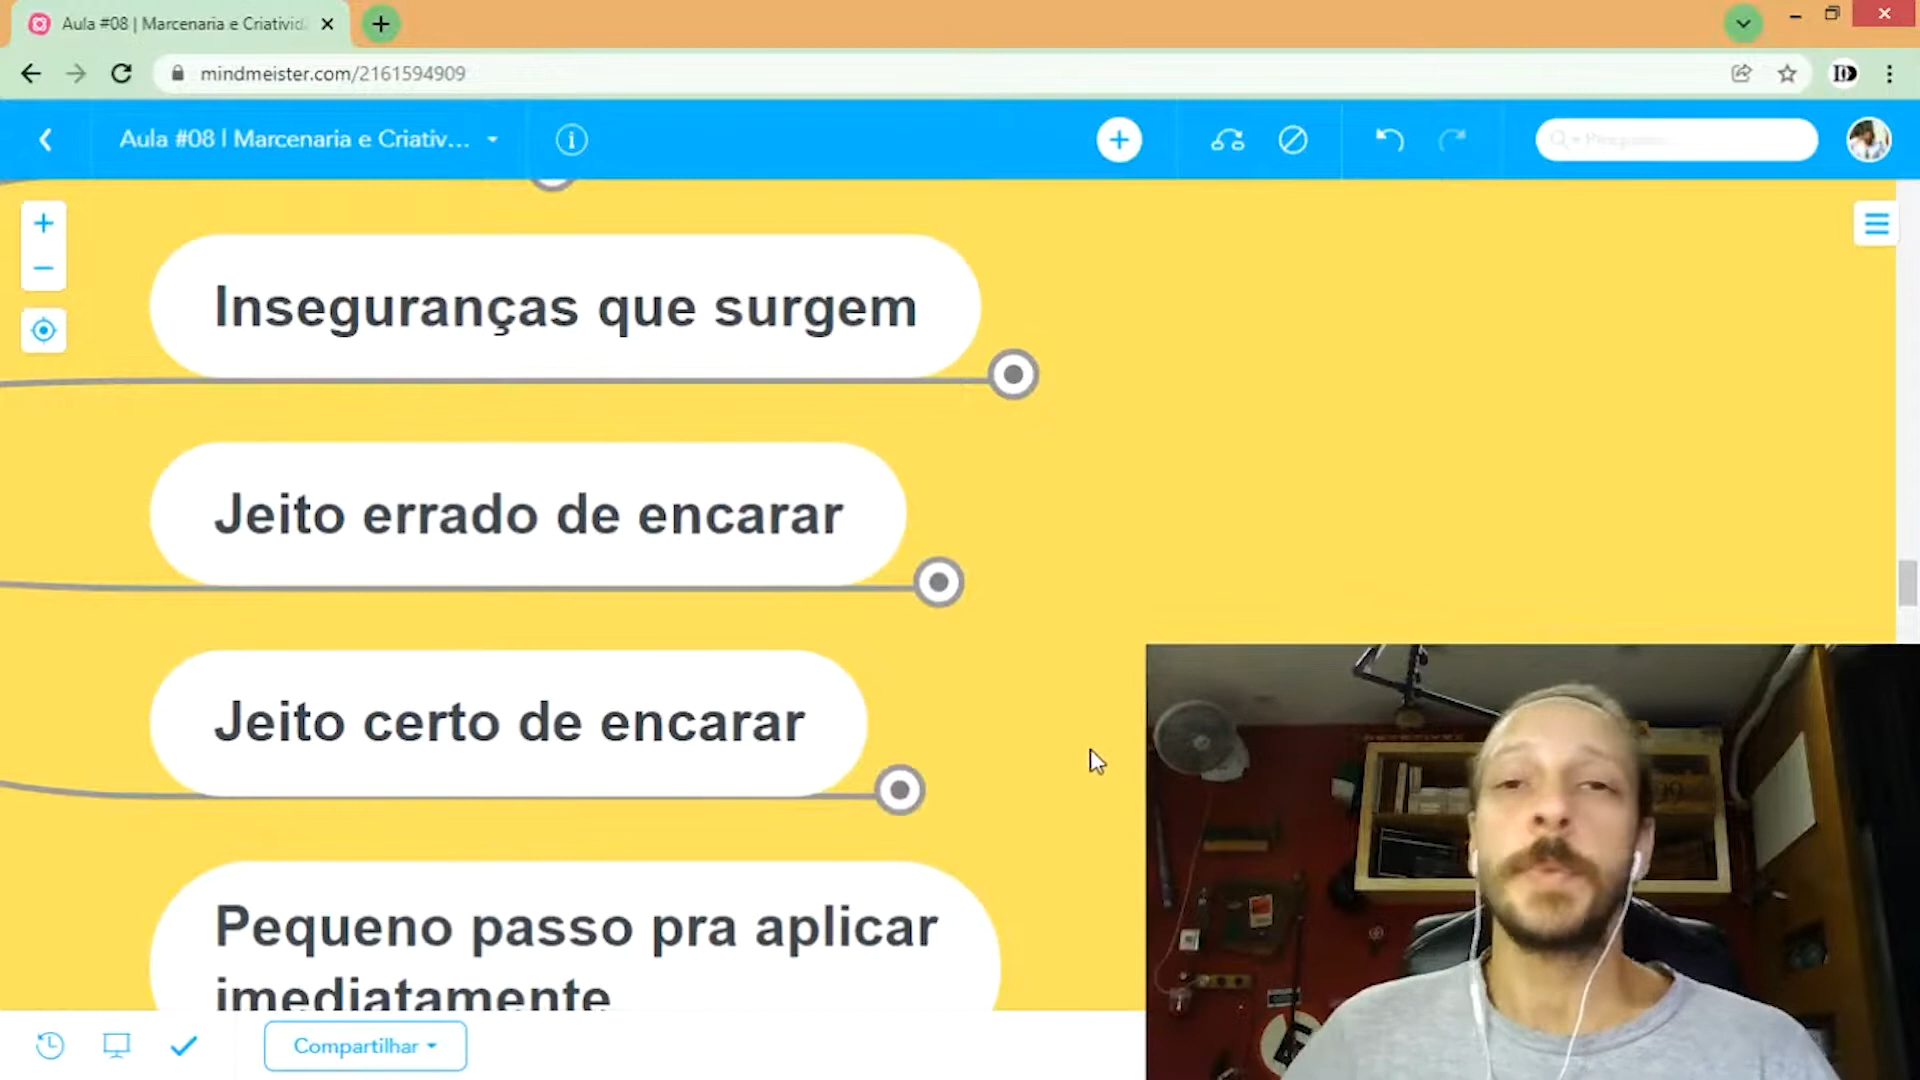 Aula #08 | Marcenaria e Criativid
mindmeister.com/2161594909
Aula #08 | Marcenaria e Criativ...
Inseguranças que surgem
Jeito errado de encarar
Jeito certo de encarar
Pequeno passo pra aplicar
imediatamente
Compartilhar